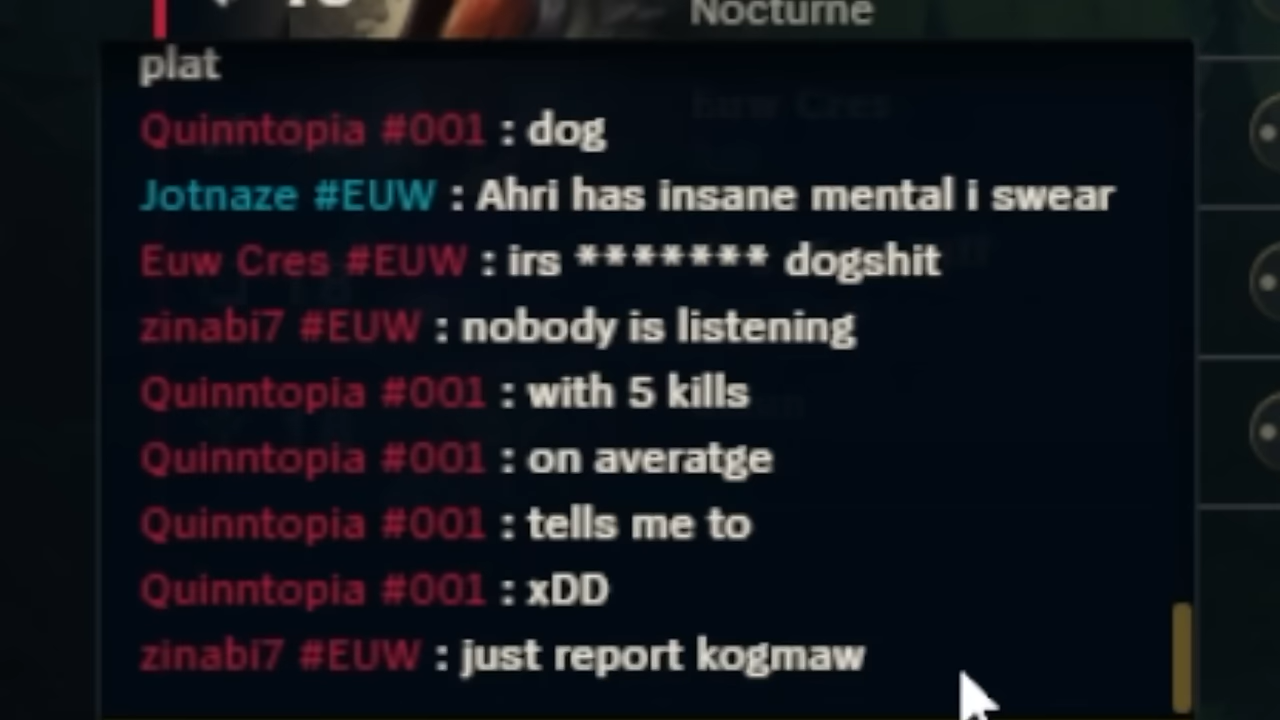 Nocturne
plat
Quinntopia #001 : dog
Jotnaze #EUW : Ahri has insane mental i swear
Euw Cres #EUW : irs ******* dogshit
zinabi7 #EUW : nobody is listening
Quinntopia #001 : with 5 kills
Quinntopia #001 : on averatge
Quinntopia #001 : tells me to
Quinntopia #001 : xDD
zinabi7 #EUW : just report kogmaw